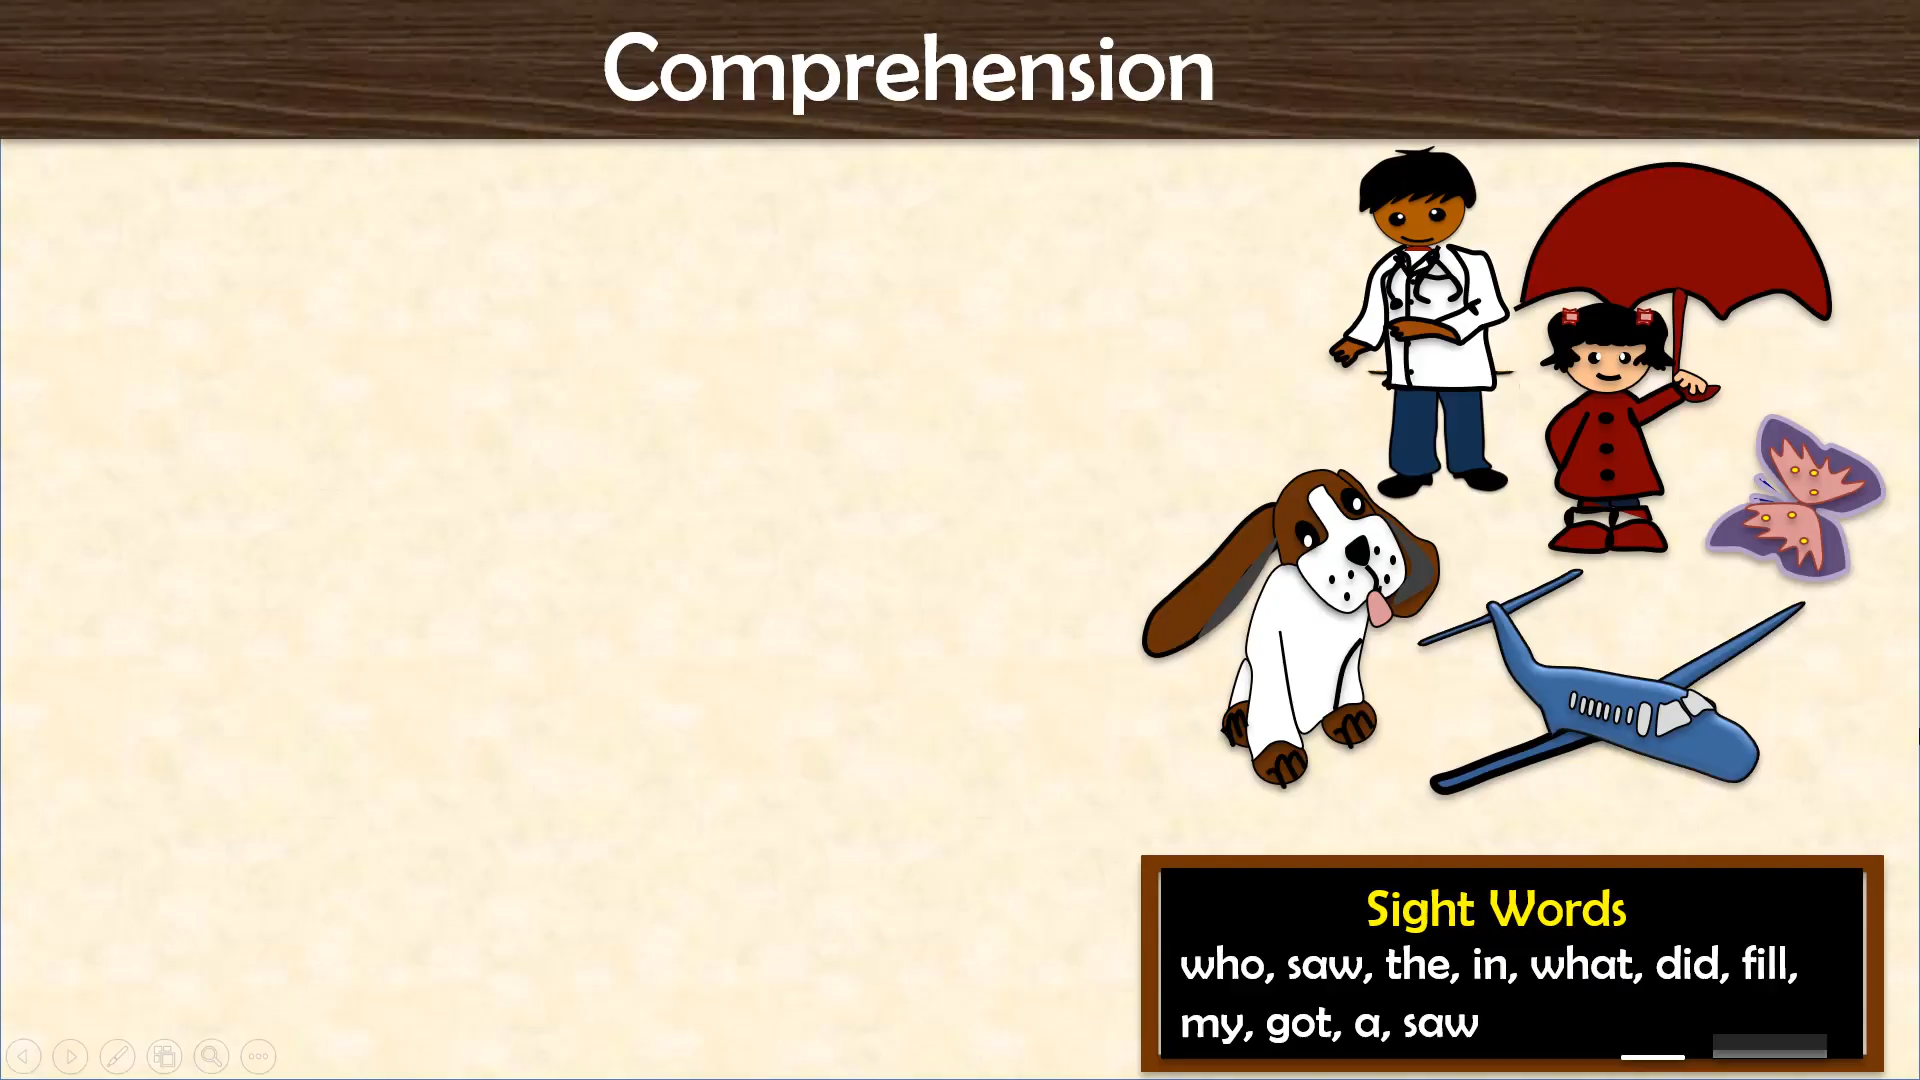 Comprehension
Sight Words
who, saw, the, in, what, did, fill,
my, got, a, saw